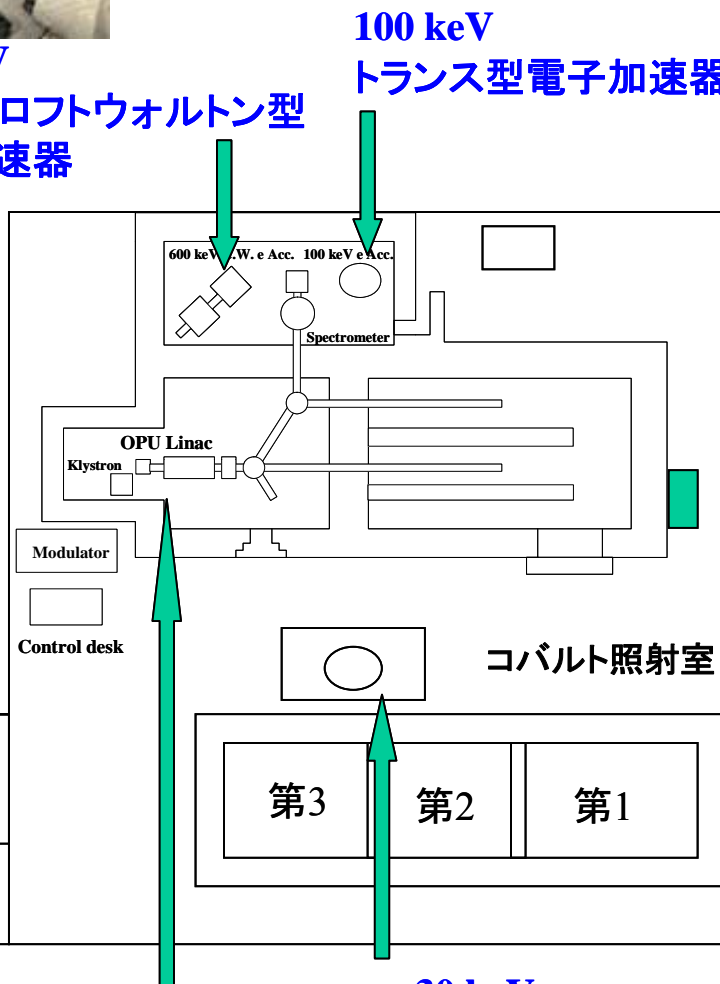 100 keV
トランス型電子加速器
V
ロフトウォルトン型
速器
600 keV .W. e Acc. 100 keV e Acc.
Spectrometer
OPU Linac
Klystron
Modulator
Control desk
コバルト照射室
第3
第2
第1